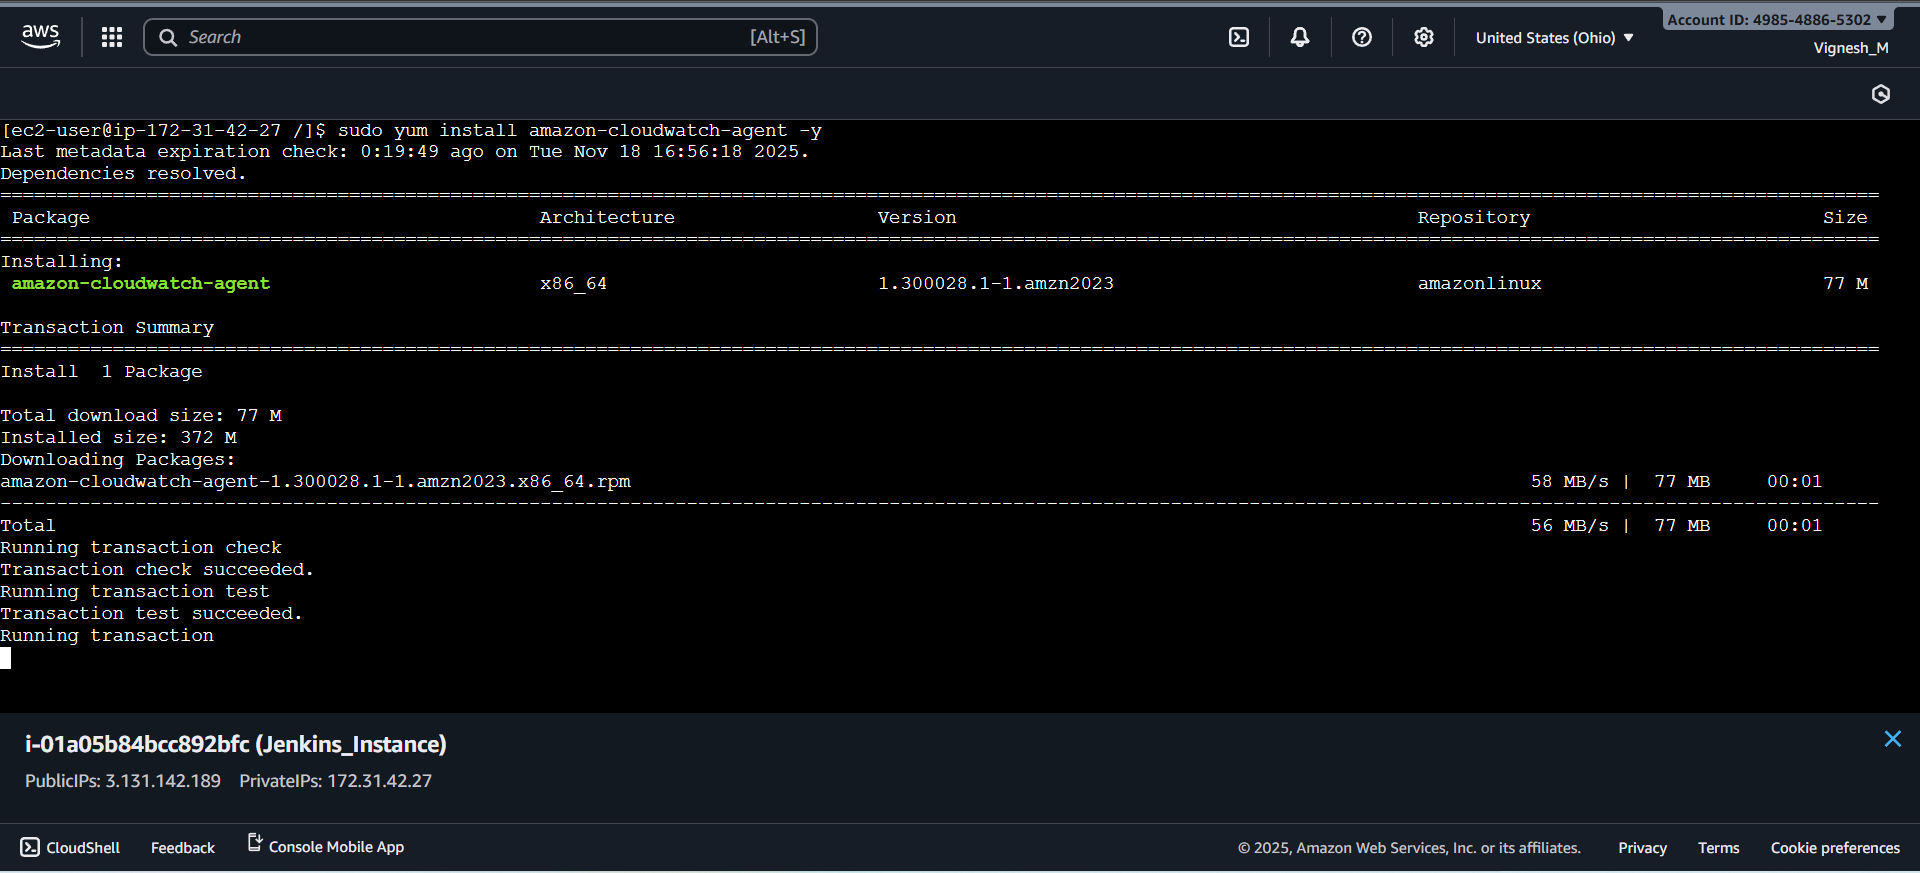 aws
Search [Alt+S]
United States (Ohio)
Account ID: 4985-4886-5302
Vignesh_M
[ec2-user@ip-172-31-42-27 /]$ sudo yum install amazon-cloudwatch-agent -y
Last metadata expiration check: 0:19:49 ago on Tue Nov 18 16:56:18 2025.
Dependencies resolved.
Package Architecture Version Repository Size
Installing:
amazon-cloudwatch-agent x86_64 1.300028.1-1.amzn2023 amazonlinux 77 M
Transaction Summary
Install 1 Package
Total download size: 77 M
Installed size: 372 M
Downloading Packages:
amazon-cloudwatch-agent-1.300028.1-1.amzn2023.x86_64.rpm 58 MB/s | 77 MB 00:01
Total 56 MB/s | 77 MB 00:01
Running transaction check
Transaction check succeeded.
Running transaction test
Transaction test succeeded.
Running transaction
i-01a05b84bcc892bfc (Jenkins_Instance)
PublicIPs: 3.131.142.189 PrivateIPs: 172.31.42.27
CloudShell Feedback Console Mobile App © 2025, Amazon Web Services, Inc. or its affiliates. Privacy Terms Cookie preferences